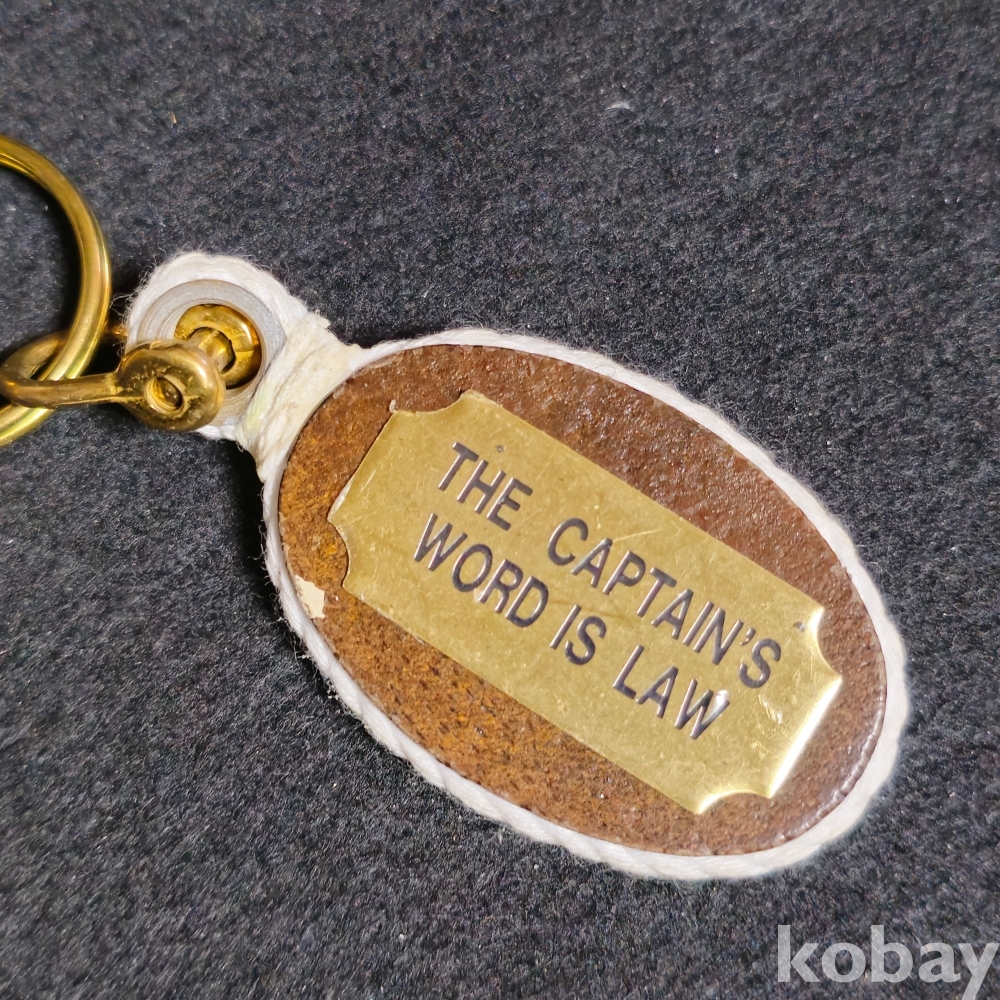 THE CAPTAIN'S
WORD IS LAW
kobay